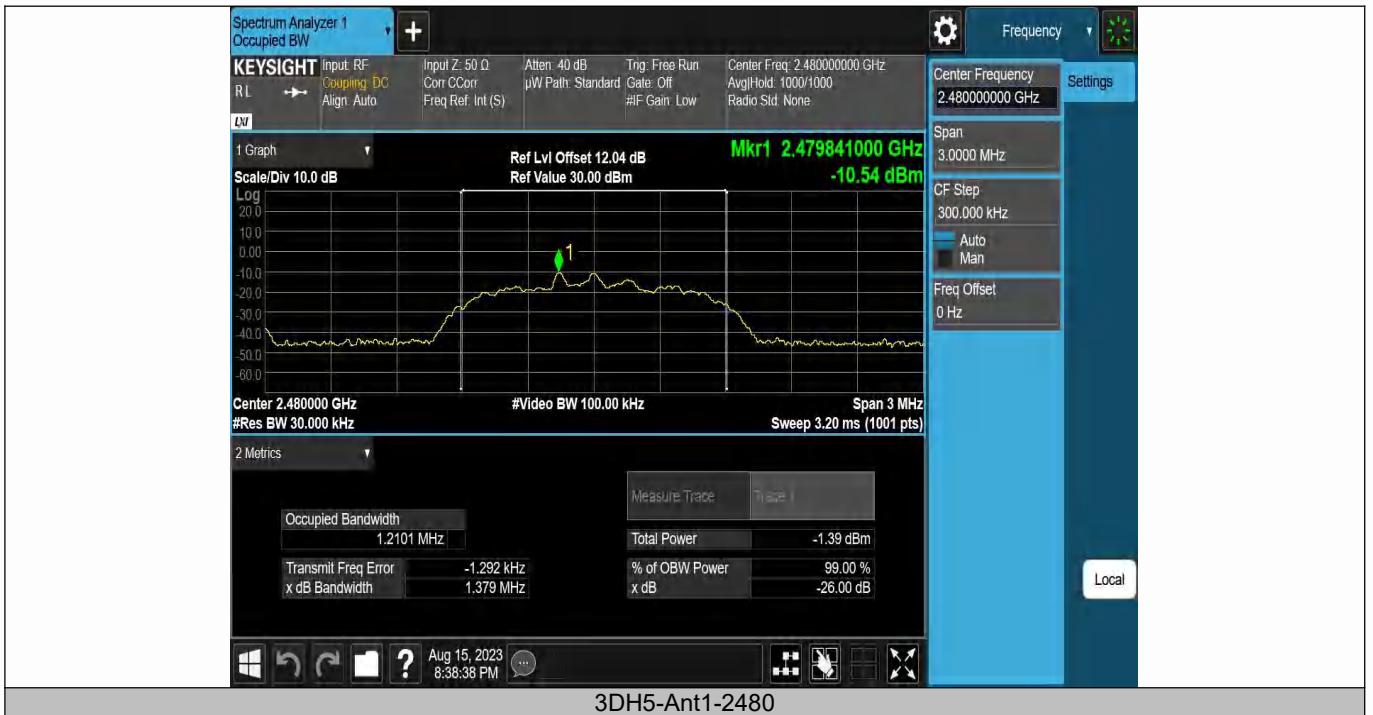 Spectrum Analyzer 1
Occupied BW
+
Frequency
KEYSIGHT Input: RF Input Z: 50 Ω Atten: 40 dB Trig: Free Run Center Freq: 2.480000000 GHz
Coupling: DC Corr CCorr µW Path: Standard Gate: Off Avg|Hold: 1000/1000
R L Align: Auto Freq Ref: Int (S) #IF Gain: Low Radio Std: None
LXI
Center Frequency
2.480000000 GHz
Settings
Span
3.0000 MHz
CF Step
300.000 kHz
Auto
Man
Freq Offset
0 Hz
Local
1 Graph
Ref Lvl Offset 12.04 dB
Mkr1 2.479841000 GHz
Scale/Div 10.0 dB
Ref Value 30.00 dBm
-10.54 dBm
Log
20.0
10.0
0.00
-10.0
-20.0
-30.0
-40.0
-50.0
-60.0
1
Center 2.480000 GHz #Video BW 100.00 kHz Span 3 MHz
#Res BW 30.000 kHz Sweep 3.20 ms (1001 pts)
2 Metrics
Measure Trace Trace 1
Occupied Bandwidth
1.2101 MHz
Total Power -1.39 dBm
Transmit Freq Error -1.292 kHz % of OBW Power 99.00 %
x dB Bandwidth 1.379 MHz x dB -26.00 dB
?
Aug 15, 2023
8:38:38 PM
3DH5-Ant1-2480